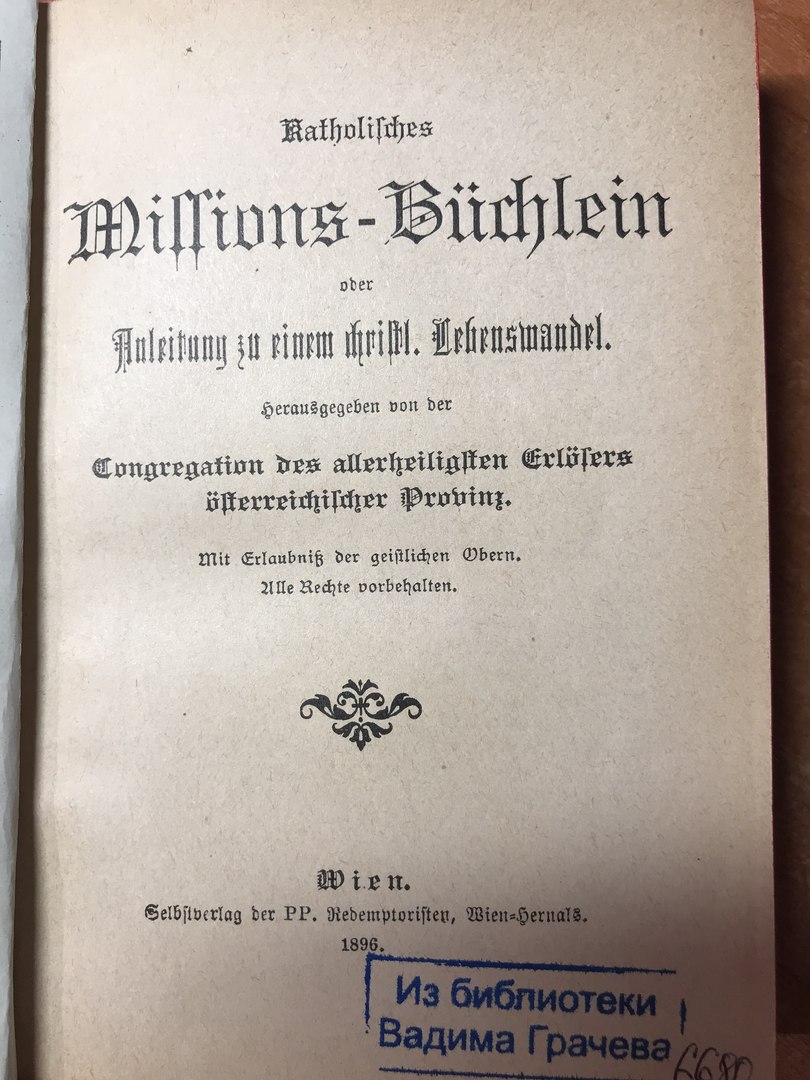 Katholisches
Missions-Büchlein
oder
Anleitung zu einem christl. Lebenswandel.
Herausgegeben von der
Congregation des allerheiligsten Erlösers
österreichischer Provinz.
Mit Erlaubniß der geistlichen Obern.
Alle Rechte vorbehalten.
Wien.
Selbstverlag der PP. Redemptoristen, Wien-Hernals.
1896.
Из библиотеки
Вадима Грачева